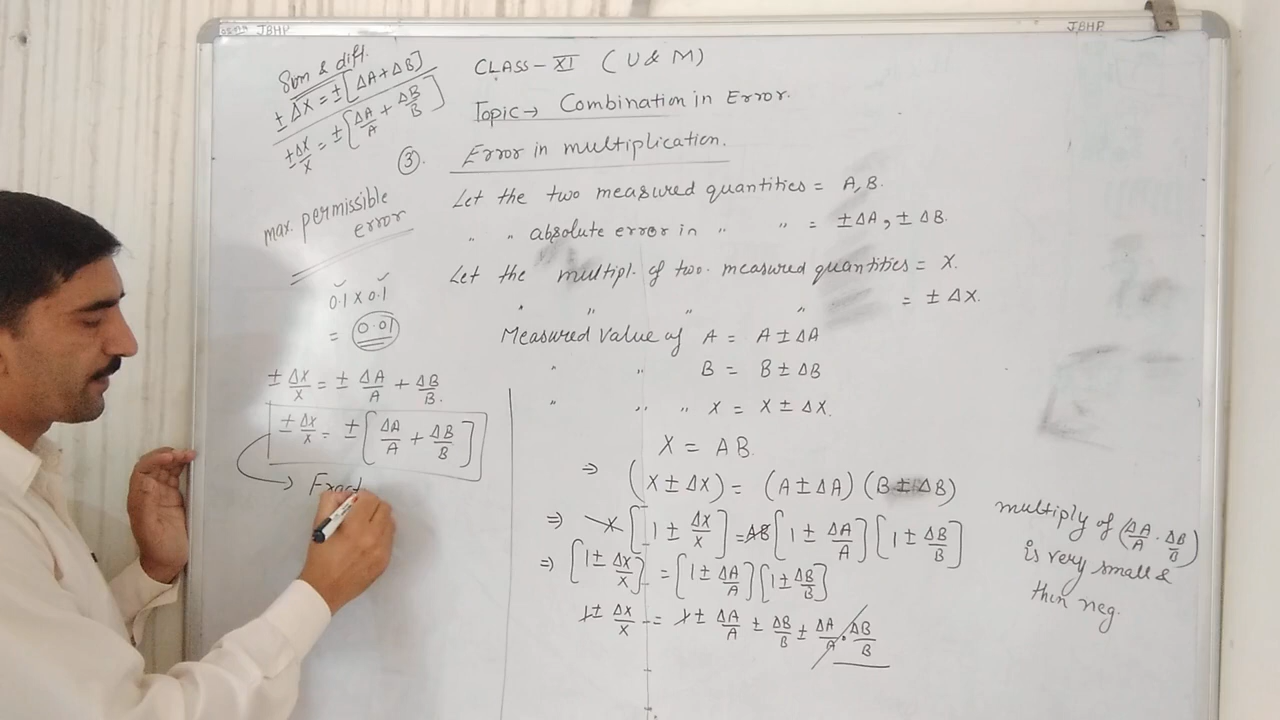 JBHP
JBHP
Sum & diff.
± ΔX = ± [ΔA + ΔB]
± ΔX/X = ± [ΔA/A + ΔB/B]
CLASS - XI ( U & M )
Topic → Combination in Error.
③. Error in multiplication.
Let the two measured quantities = A, B.
" " absolute error in " " = ± ΔA, ± ΔB.
Let the multipl. of two measured quantities = X.
" " " " = ± ΔX.
Measured Value of A = A ± ΔA
" " B = B ± ΔB
" " " X = X ± ΔX.
X = AB.
⇒ (X ± ΔX) = (A ± ΔA) (B ± ΔB)
⇒ X [1 ± ΔX/X] = AB [1 ± ΔA/A] [1 ± ΔB/B]
⇒ [1 ± ΔX/X] = [1 ± ΔA/A] [1 ± ΔB/B]
1 ± ΔX/X = 1 ± ΔA/A ± ΔB/B ± ΔA/A · ΔB/B
multiply of (ΔA/A · ΔB/B)
is very small &
thin neg.
max. permissible
error
0.1 × 0.1
= 0.01
± ΔX/X = ± ΔA/A + ΔB/B.
± ΔX/X = ± [ΔA/A + ΔB/B]
→ Fract